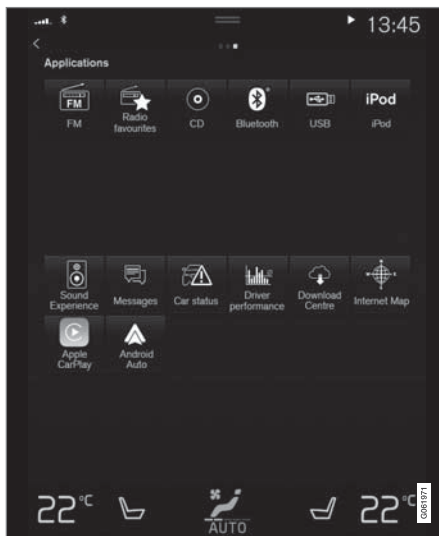 13:45
Applications
FM
iPod
FM
Radio
favourites
CD
Bluetooth
USB
iPod
Sound
Experience
Messages
Car status
Driver
performance
Download
Centre
Internet Map
Apple
CarPlay
Android
Auto
22°C
AUTO
22°C
G061971